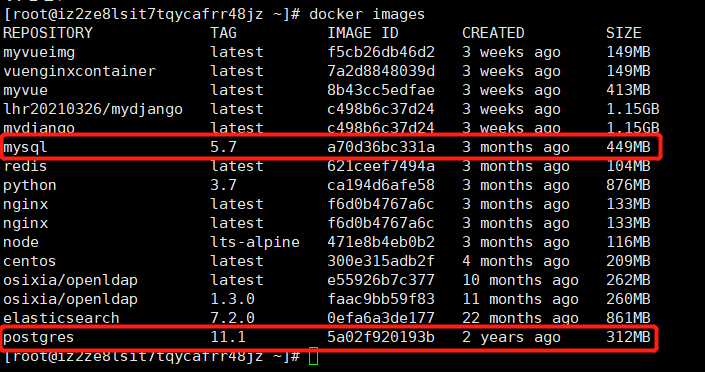 [root@iz2ze8lsit7tqycafrr48jz ~]# docker images
REPOSITORY TAG IMAGE ID CREATED SIZE
myvueimg latest f5cb26db46d2 3 weeks ago 149MB
vuenginxcontainer latest 7a2d8848039d 3 weeks ago 149MB
myvue latest 8b43cc5edfae 3 weeks ago 413MB
lhr20210326/mydjango latest c498b6c37d24 3 weeks ago 1.15GB
mydjango latest c498b6c37d24 3 weeks ago 1.15GB
mysql 5.7 a70d36bc331a 3 months ago 449MB
redis latest 621ceef7494a 3 months ago 104MB
python 3.7 ca194d6afe58 3 months ago 876MB
nginx latest f6d0b4767a6c 3 months ago 133MB
nginx latest f6d0b4767a6c 3 months ago 133MB
node lts-alpine 471e8b4eb0b2 3 months ago 116MB
centos latest 300e315adb2f 4 months ago 209MB
osixia/openldap latest e55926b7c377 10 months ago 262MB
osixia/openldap 1.3.0 faac9bb59f83 11 months ago 260MB
elasticsearch 7.2.0 0efa6a3de177 22 months ago 861MB
postgres 11.1 5a02f920193b 2 years ago 312MB
[root@iz2ze8lsit7tqycafrr48jz ~]#